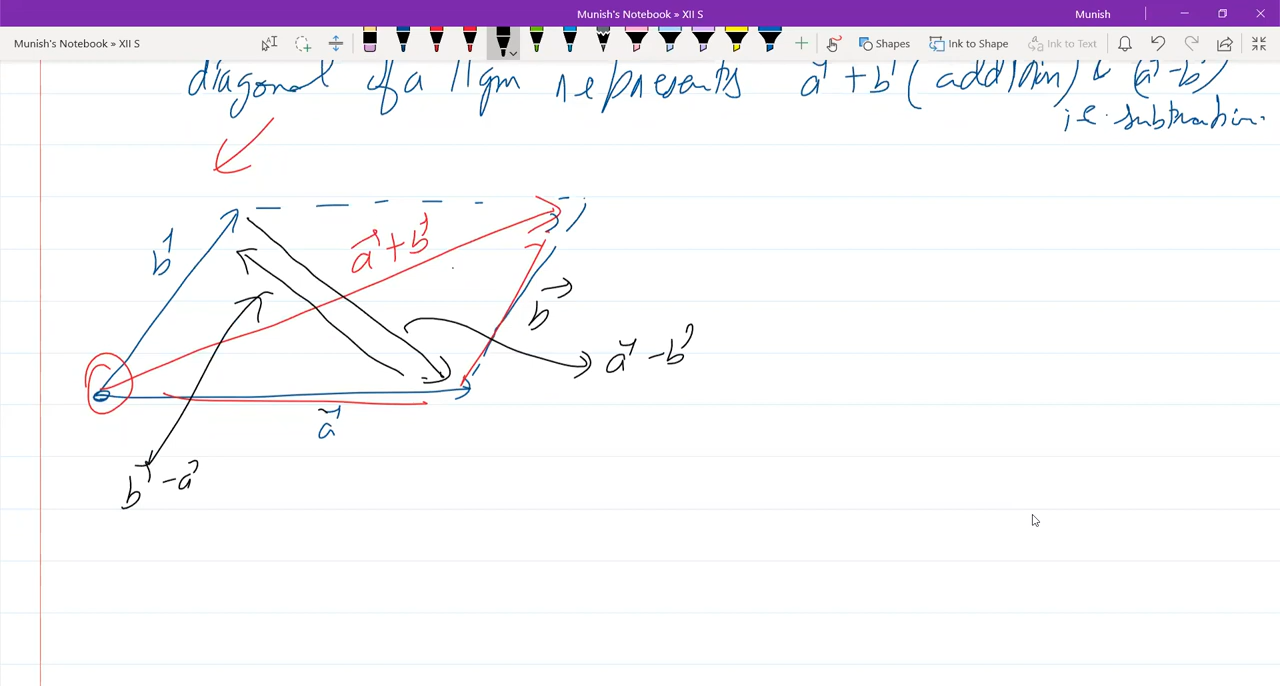 Munish's Notebook » XII S
Munish
Munish's Notebook » XII S
Shapes
Ink to Shape
Ink to Text
diagonal of a ||gm represents a⃗ + b⃗ (addition) & (a⃗ - b⃗)
i.e. subtraction.
b⃗
a⃗ + b⃗
b⃗
a⃗ - b⃗
a⃗
b⃗ - a⃗